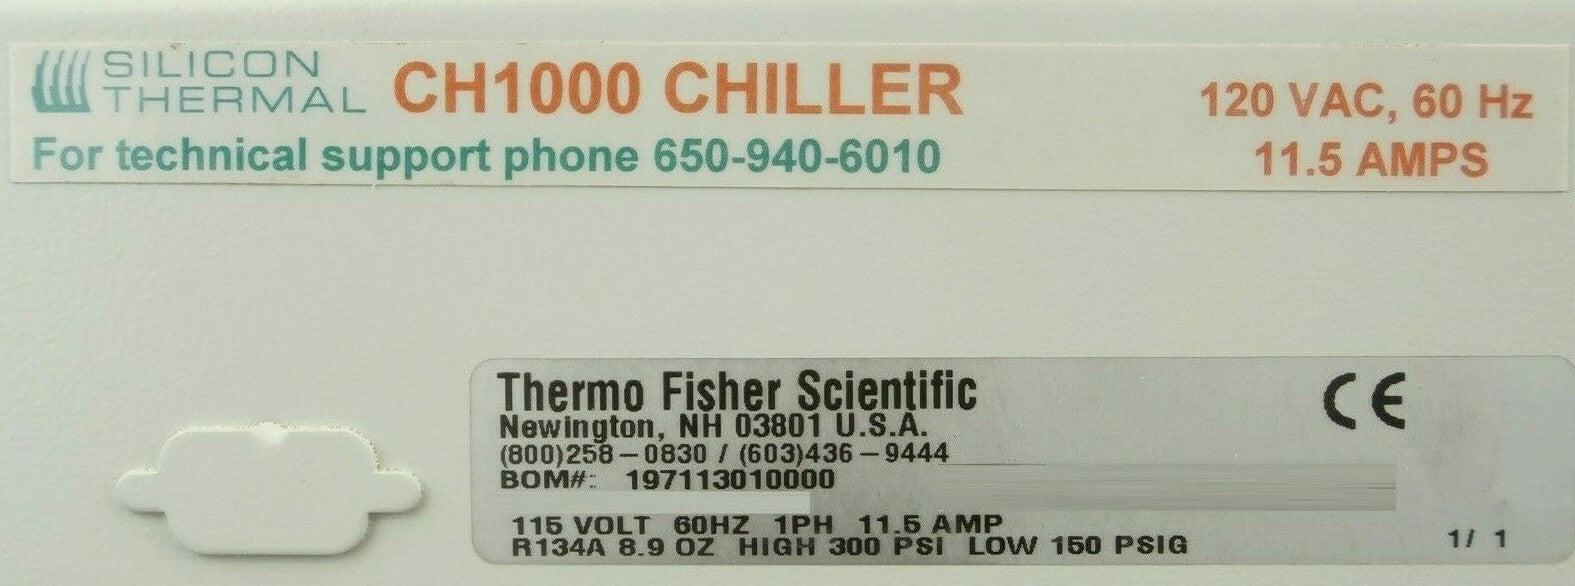 SILICON THERMAL
CH1000 CHILLER
For technical support phone 650-940-6010
120 VAC, 60 Hz
11.5 AMPS
Thermo Fisher Scientific
Newington, NH 03801 U.S.A.
(800)258-0830 / (603)436-9444
BOM#: 197113010000
115 VOLT 60HZ 1PH 11.5 AMP
R134A 8.9 OZ HIGH 300 PSI LOW 150 PSIG
1/ 1
CE